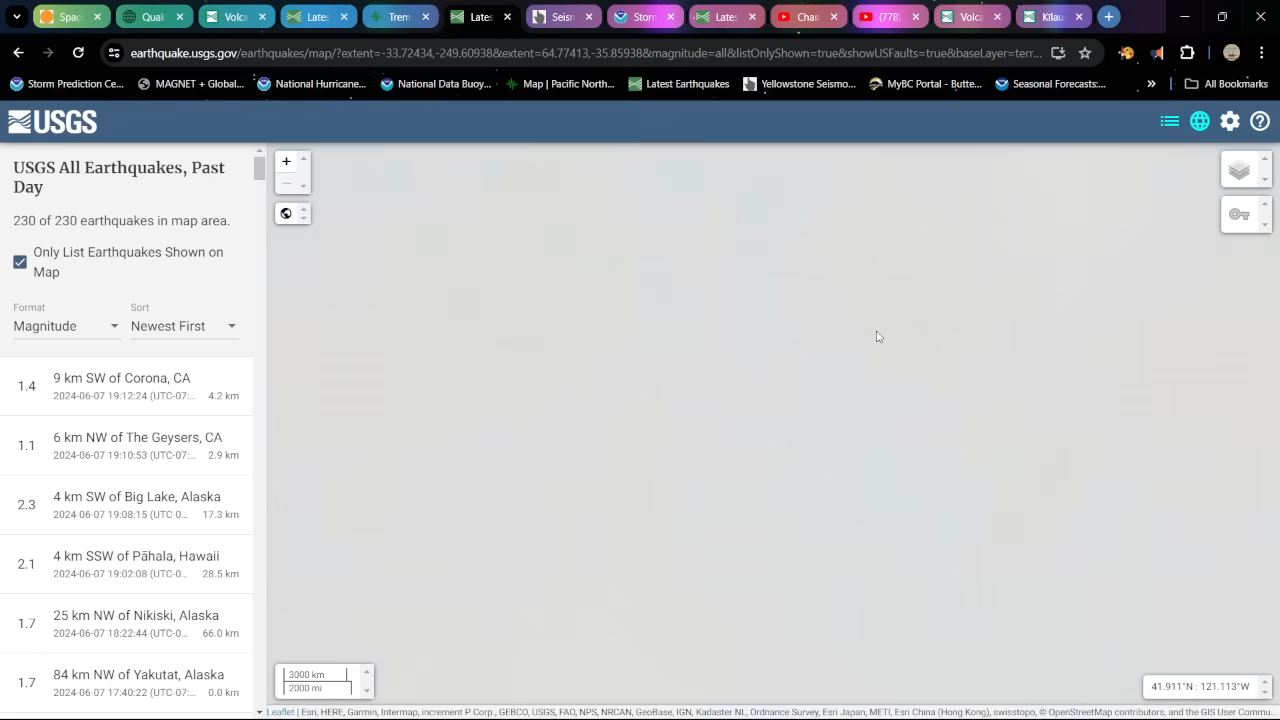 Spac
Quak
Volca
Lates
Trem
Lates
Seism
Storm
Lates
Chan
(778)
Volca
Kilau
earthquake.usgs.gov/earthquakes/map/?extent=-33.72434,-249.60938&extent=64.77413,-35.85938&magnitude=all&listOnlyShown=true&showUSFaults=true&baseLayer=terr...
Storm Prediction Ce...
MAGNET + Global...
National Hurricane...
National Data Buoy...
Map | Pacific North...
Latest Earthquakes
Yellowstone Seismo...
MyBC Portal - Butte...
Seasonal Forecasts:...
»
All Bookmarks
USGS
USGS All Earthquakes, Past
Day
230 of 230 earthquakes in map area.
Only List Earthquakes Shown on
Map
Format
Sort
Magnitude
Newest First
1.4
9 km SW of Corona, CA
2024-06-07 19:12:24 (UTC-07:...
4.2 km
1.1
6 km NW of The Geysers, CA
2024-06-07 19:10:53 (UTC-07:...
2.9 km
2.3
4 km SW of Big Lake, Alaska
2024-06-07 19:08:15 (UTC-0...
17.3 km
2.1
4 km SSW of Pāhala, Hawaii
2024-06-07 19:02:08 (UTC-0...
28.5 km
1.7
25 km NW of Nikiski, Alaska
2024-06-07 18:22:44 (UTC-0...
66.0 km
1.7
84 km NW of Yakutat, Alaska
2024-06-07 17:40:22 (UTC-07:...
0.0 km
+
−
3000 km
2000 mi
41.911°N : 121.113°W
Leaflet | Esri, HERE, Garmin, Intermap, increment P Corp., GEBCO, USGS, FAO, NPS, NRCAN, GeoBase, IGN, Kadaster NL, Ordnance Survey, Esri Japan, METI, Esri China (Hong Kong), swisstopo, © OpenStreetMap contributors, and the GIS User Commu...